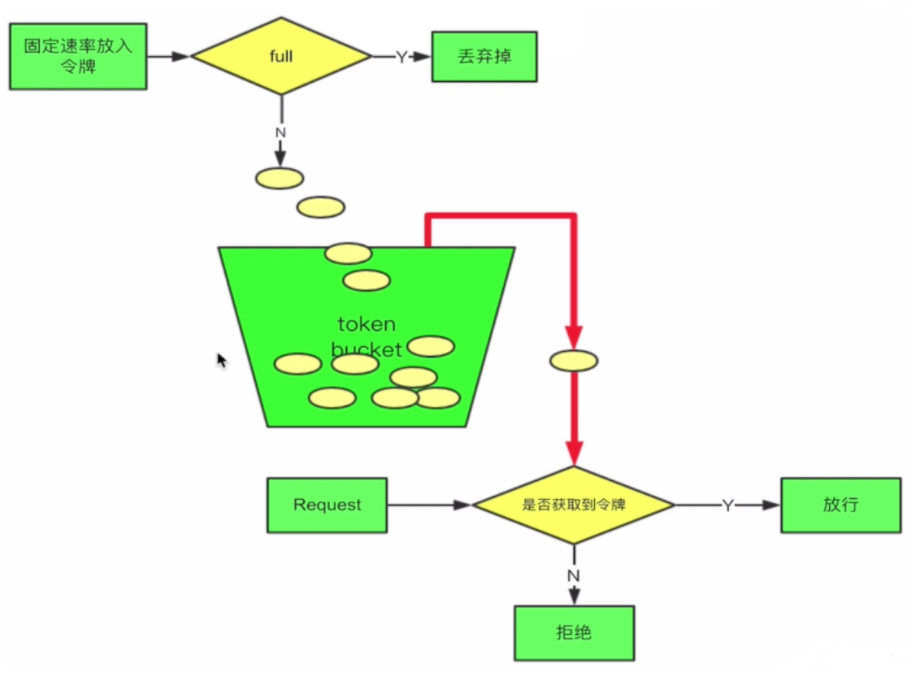 固定速率放入
令牌
full
Y
丢弃掉
N
token
bucket
Request
是否获取到令牌
Y
放行
N
拒绝